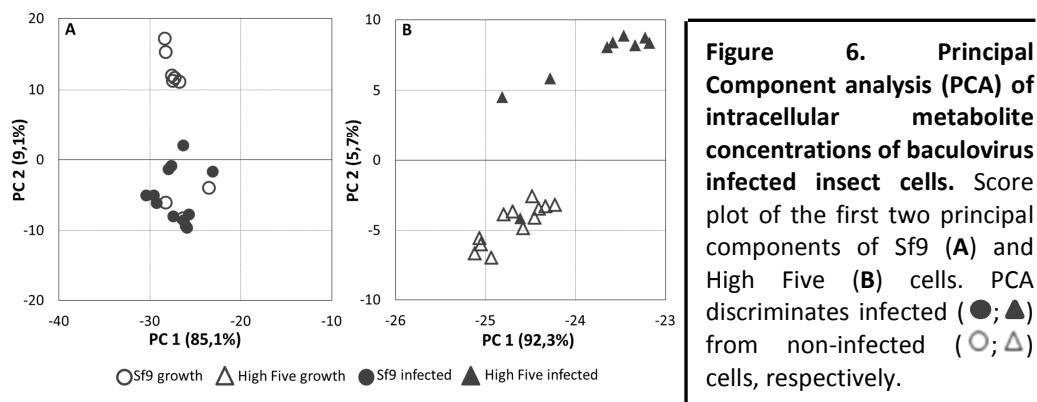 20
10
0
-10
-20
A
PC 2 (9,1%)
-40
-30
-20
-10
PC 1 (85,1%)
10
5
0
-5
-10
B
PC 2 (5,7%)
-26
-25
-24
-23
PC 1 (92,3%)
Sf9 growth
High Five growth
Sf9 infected
High Five infected
Figure 6. Principal
Component analysis (PCA) of
intracellular metabolite
concentrations of baculovirus
infected insect cells. Score
plot of the first two principal
components of Sf9 (A) and
High Five (B) cells. PCA
discriminates infected (●;▲)
from non-infected (○;△)
cells, respectively.